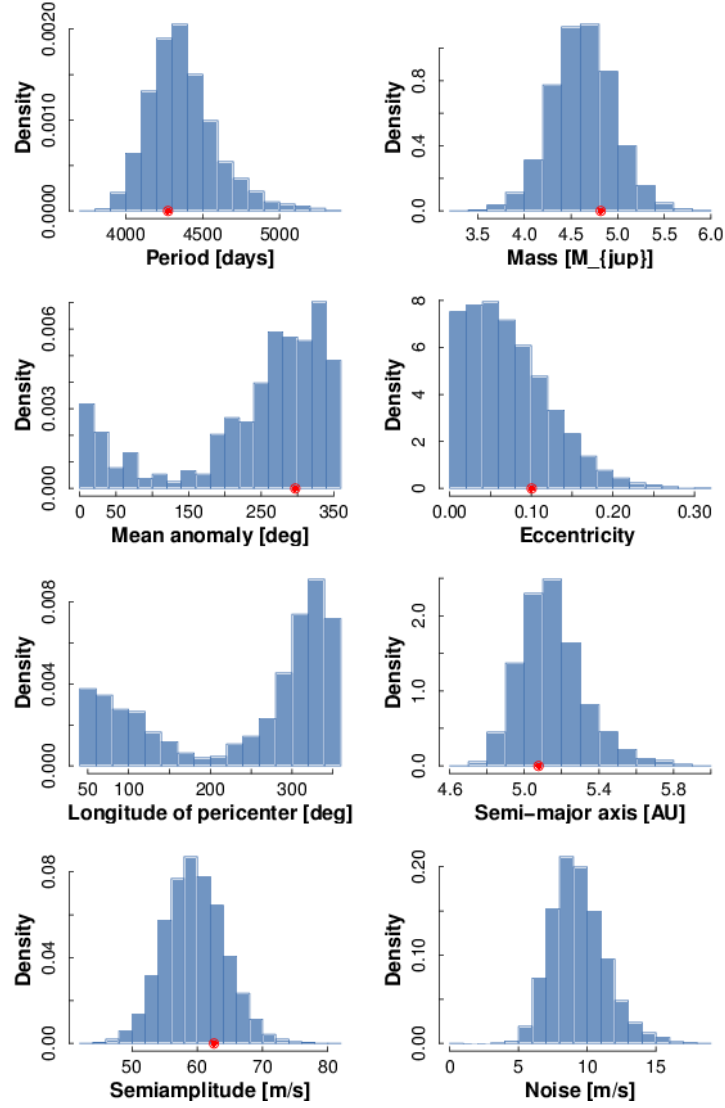 Density
0.0000 0.0010 0.0020
4000 4500 5000
Period [days]
Density
0.0 0.4 0.8
3.5 4.0 4.5 5.0 5.5 6.0
Mass [M_{jup}]
Density
0.000 0.003 0.006
0 50 150 250 350
Mean anomaly [deg]
Density
0 2 4 6 8
0.00 0.10 0.20 0.30
Eccentricity
Density
0.000 0.004 0.008
50 100 200 300
Longitude of pericenter [deg]
Density
0.0 1.0 2.0
4.6 5.0 5.4 5.8
Semi−major axis [AU]
Density
0.00 0.04 0.08
50 60 70 80
Semiamplitude [m/s]
Density
0.00 0.10 0.20
0 5 10 15
Noise [m/s]